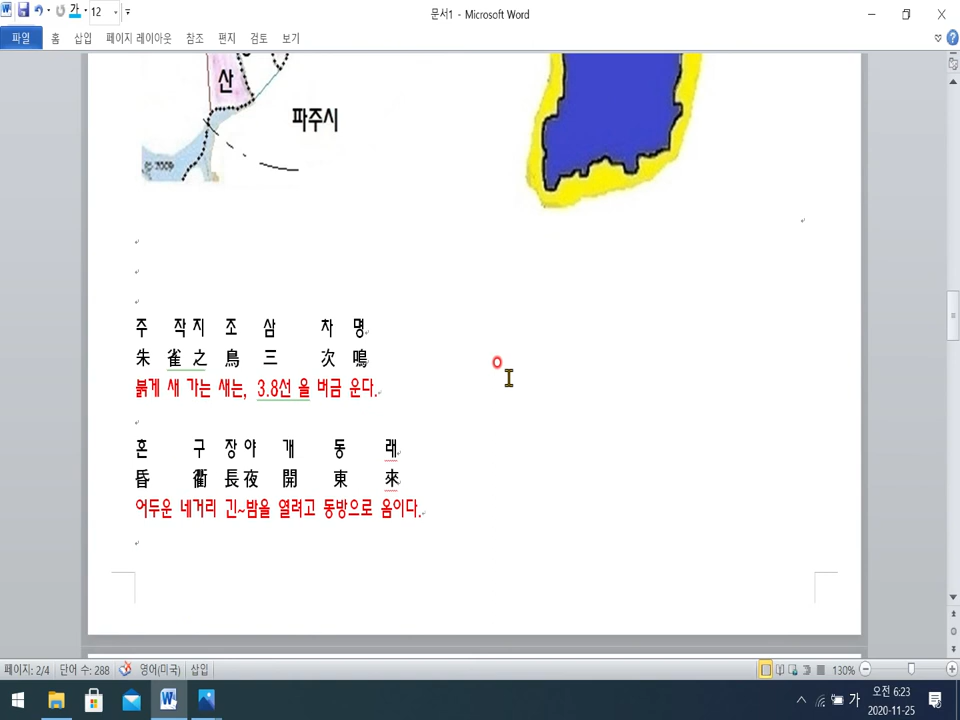 가 12 문서1 - Microsoft Word
파일 홈 삽입 페이지 레이아웃 참조 편지 검토 보기
산
파주시
© 2009
주 작 지 조 삼 차 명
朱 雀 之 鳥 三 次 鳴
붉게 새 가는 새는, 3.8선 을 버금 운다.
혼 구 장 야 개 동 래
昏 衢 長 夜 開 東 來
어두운 네거리 긴~밤을 열려고 동방으로 옴이다.
페이지: 2/4 단어 수: 288 영어(미국) 삽입 130%
가 오전 6:23
2020-11-25